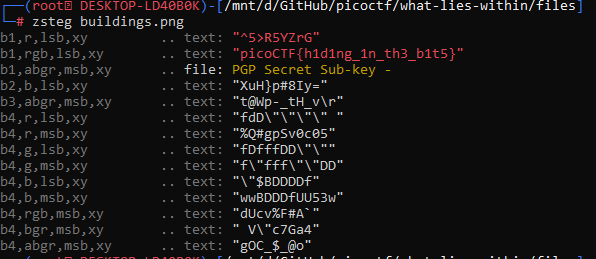 (root DESKTOP-LD40B0K)-[/mnt/d/GitHub/picoctf/what-lies-within/files]
# zsteg buildings.png
b1,r,lsb,xy .. text: "^5>R5YZrG"
b1,rgb,lsb,xy .. text: "picoCTF{h1d1ng_1n_th3_b1t5}"
b1,abgr,msb,xy .. file: PGP Secret Sub-key -
b2,b,lsb,xy .. text: "XuH}p#8Iy="
b3,abgr,msb,xy .. text: "t@Wp-_tH_v\r"
b4,r,lsb,xy .. text: "fdD\"\"\"\" "
b4,r,msb,xy .. text: "%Q#gpSv0c05"
b4,g,lsb,xy .. text: "fDfffDD\"\""
b4,g,msb,xy .. text: "f\"fff\"\"DD"
b4,b,lsb,xy .. text: "\"$BDDDDf"
b4,b,msb,xy .. text: "wwBDDDfUU53w"
b4,rgb,msb,xy .. text: "dUcv%F#A`"
b4,bgr,msb,xy .. text: " V\"c7Ga4"
b4,abgr,msb,xy .. text: "gOC_$_@o"